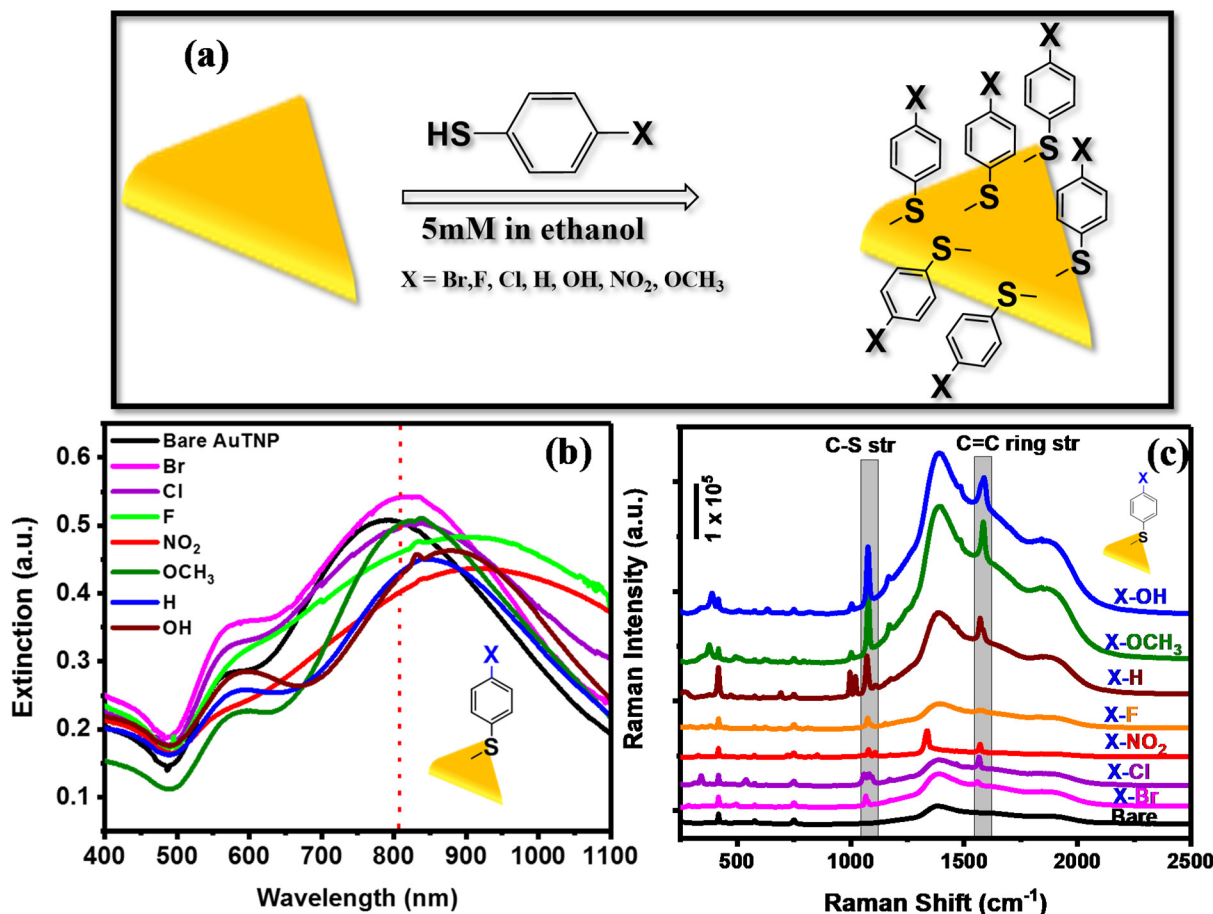 (a)
HS
X
5mM in ethanol
X = Br,F, Cl, H, OH, NO₂, OCH₃
X
X
X
X
S
S
S
S
S
S
X
X
(b)
Bare AuTNP
Br
Cl
F
NO₂
OCH₃
H
OH
Extinction (a.u.)
0.6
0.5
0.4
0.3
0.2
0.1
X
S
400 500 600 700 800 900 1000 1100
Wavelength (nm)
(c)
C-S str
C=C ring str
1 x 10⁵
Raman Intensity (a.u.)
X
S
X-OH
X-OCH₃
X-H
X-F
X-NO₂
X-Cl
X-Br
Bare
500 1000 1500 2000 2500
Raman Shift (cm⁻¹)